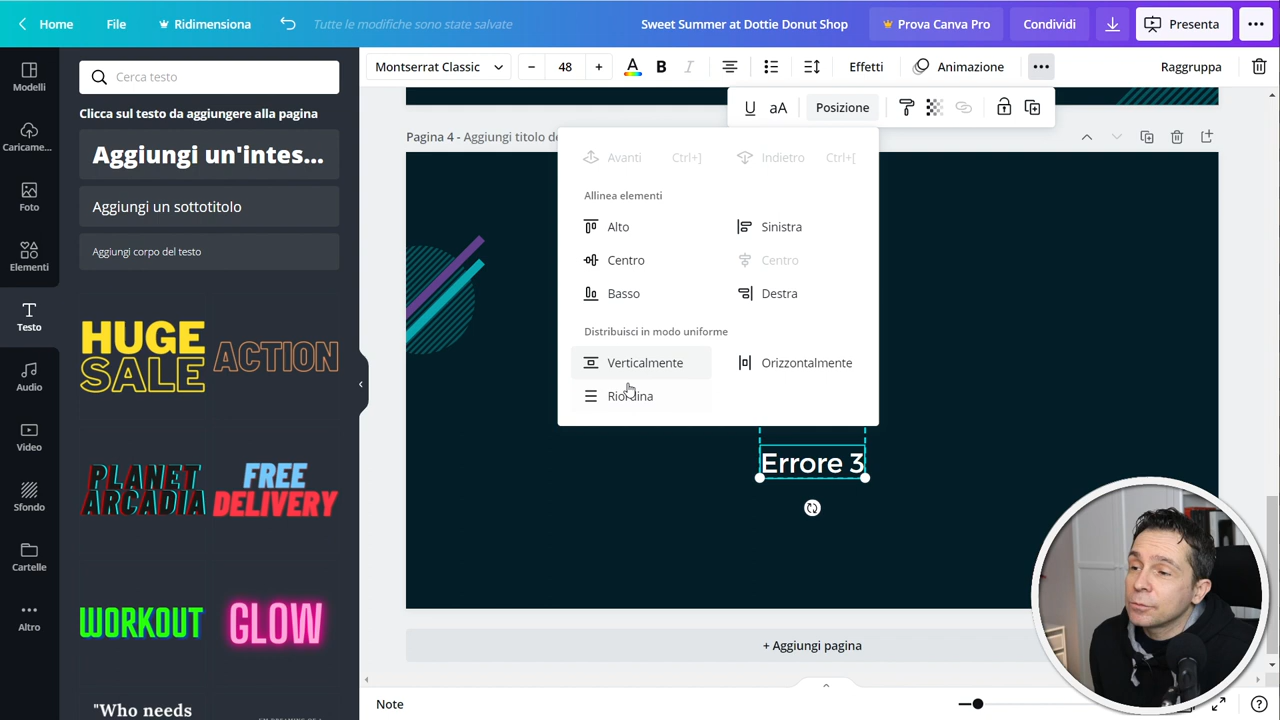 Home File Ridimensiona Tutte le modifiche sono state salvate Sweet Summer at Dottie Donut Shop Prova Canva Pro Condividi Presenta
Montserrat Classic 48 A B I Effetti Animazione Raggruppa
U aA Posizione
Modelli
Caricame...
Foto
Elementi
Testo
Audio
Video
Sfondo
Cartelle
Altro
Cerca testo
Clicca sul testo da aggiungere alla pagina
Aggiungi un'intes...
Aggiungi un sottotitolo
Aggiungi corpo del testo
HUGE
SALE
ACTION
PLANET
ARCADIA
FREE
DELIVERY
WORKOUT
GLOW
"Who needs
Pagina 4 - Aggiungi titolo de
Avanti Ctrl+] Indietro Ctrl+[
Allinea elementi
Alto Sinistra
Centro Centro
Basso Destra
Distribuisci in modo uniforme
Verticalmente Orizzontalmente
Riordina
Errore 3
+ Aggiungi pagina
Note